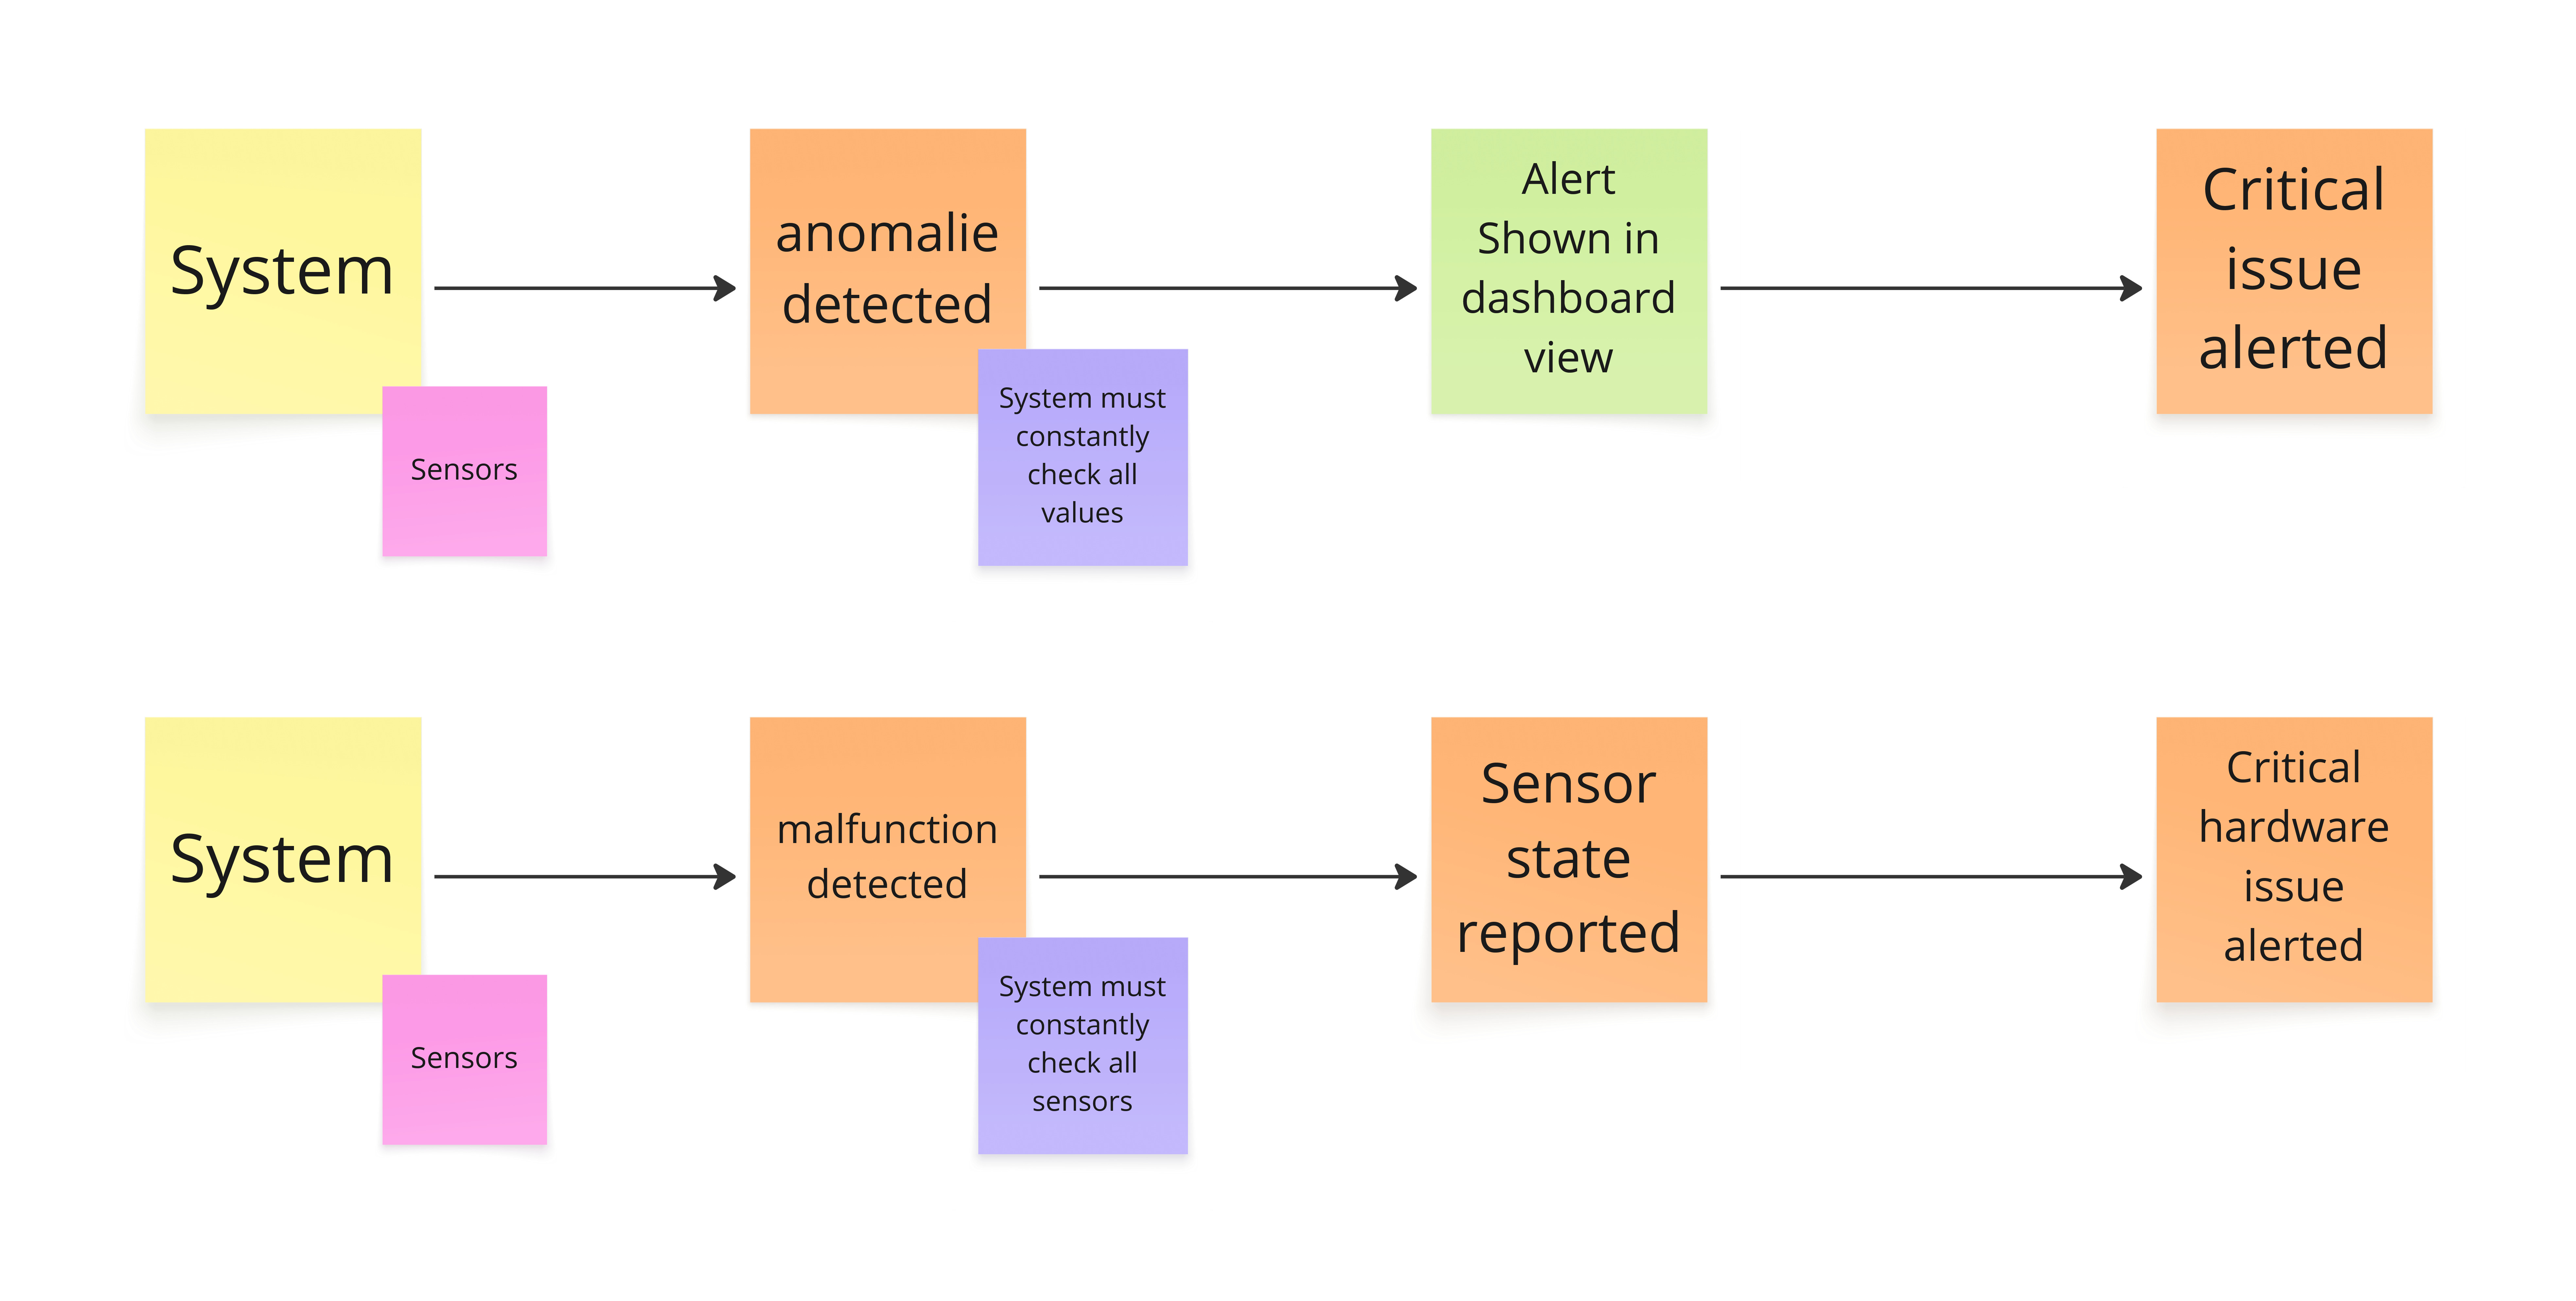 System
Sensors
anomalie
detected
System must
constantly
check all
values
Alert
Shown in
dashboard
view
Critical
issue
alerted
System
Sensors
malfunction
detected
System must
constantly
check all
sensors
Sensor
state
reported
Critical
hardware
issue
alerted